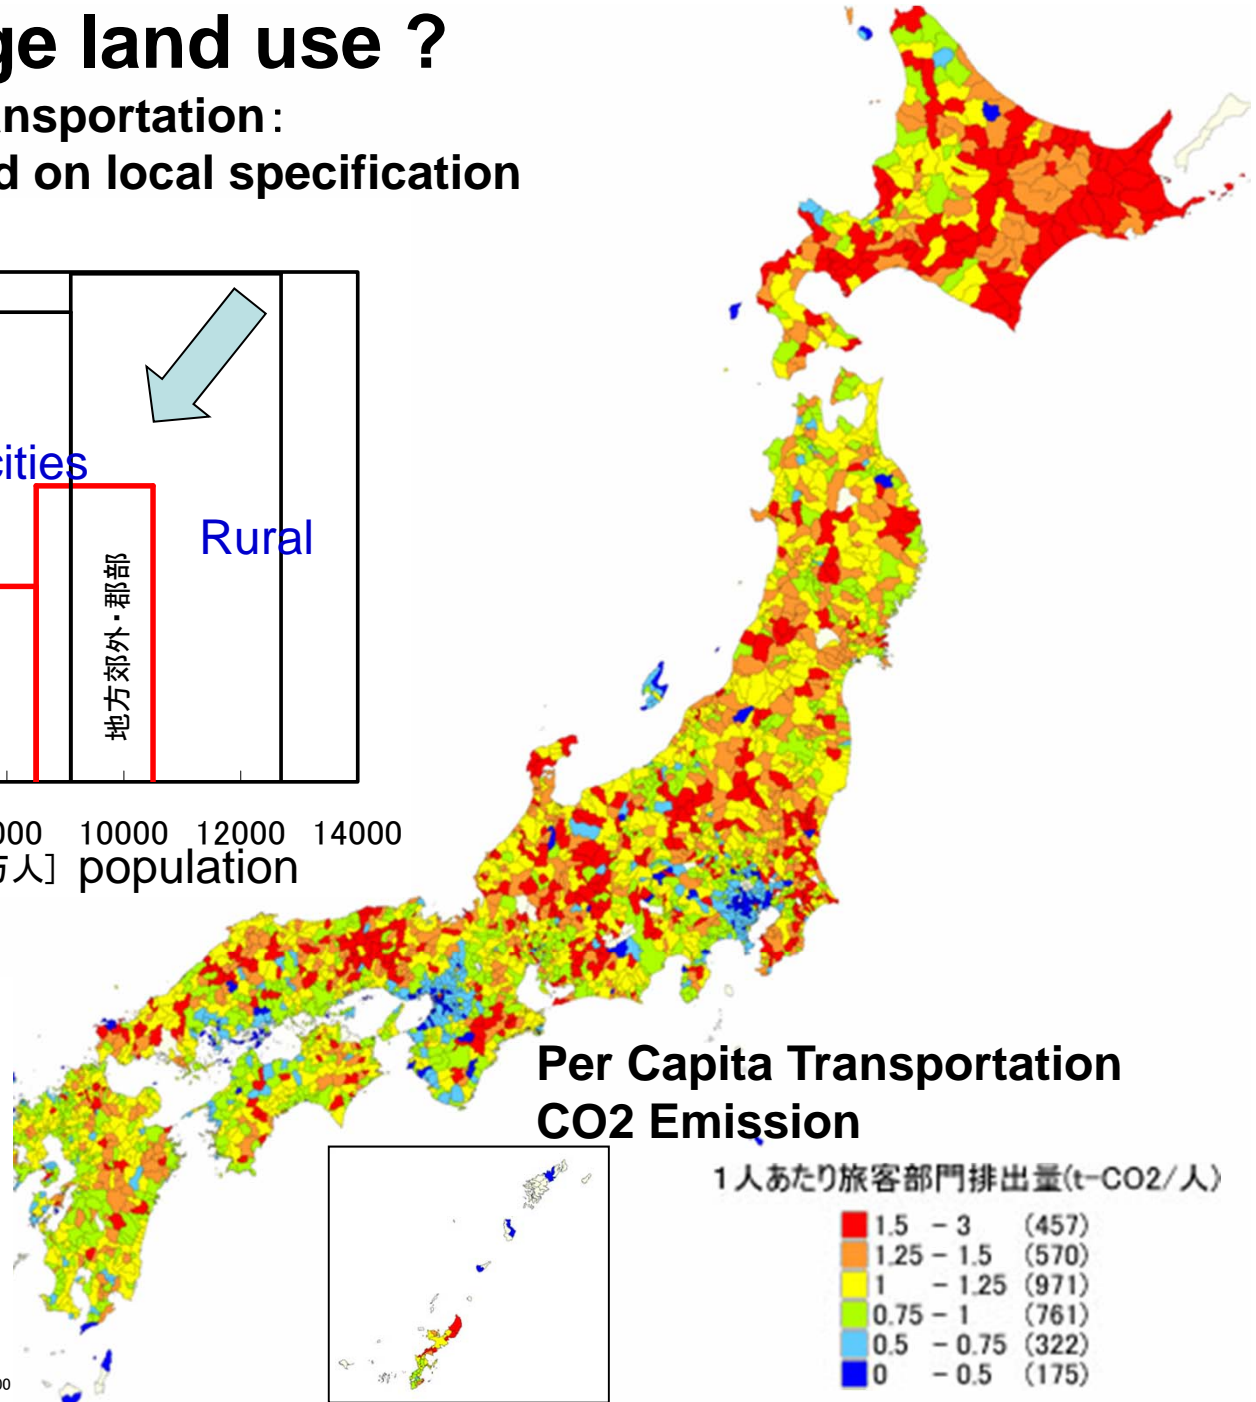 ge land use ?
ansportation：
d on local specification
cities
Rural
地方郊外・郡部
000 10000 12000 14000
万人］ population
Per Capita Transportation
CO2 Emission
1人あたり旅客部門排出量(t-CO2/人)
1.5 - 3 (457)
1.25 - 1.5 (570)
1 - 1.25 (971)
0.75 - 1 (761)
0.5 - 0.75 (322)
0 - 0.5 (175)
00